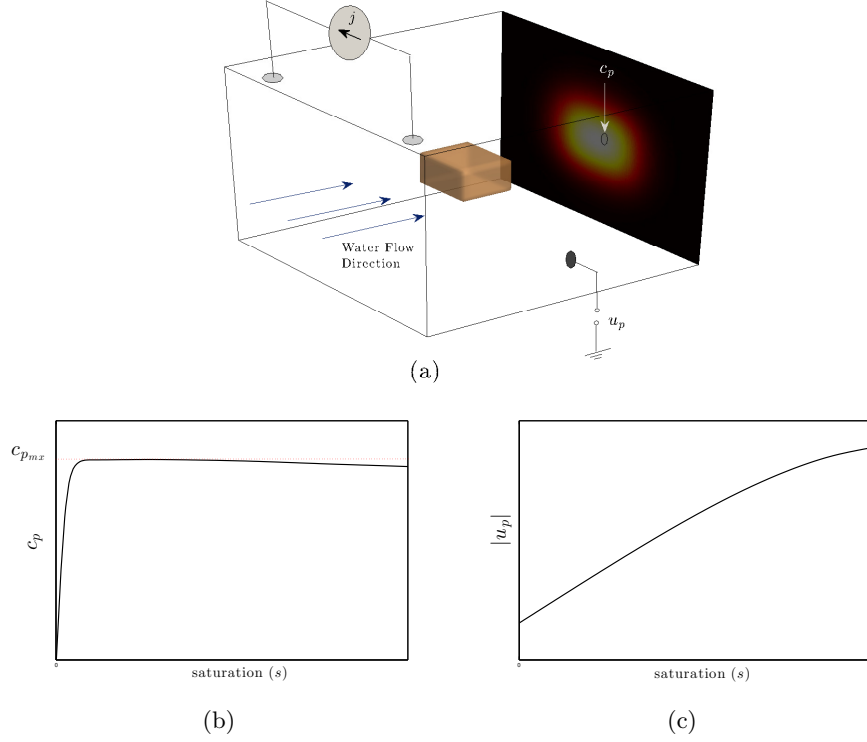 j
c_p
Water Flow
Direction
u_p
(a)
c_{p_{mx}}
c_p
0
saturation (s)
(b)
|u_p|
0
saturation (s)
(c)